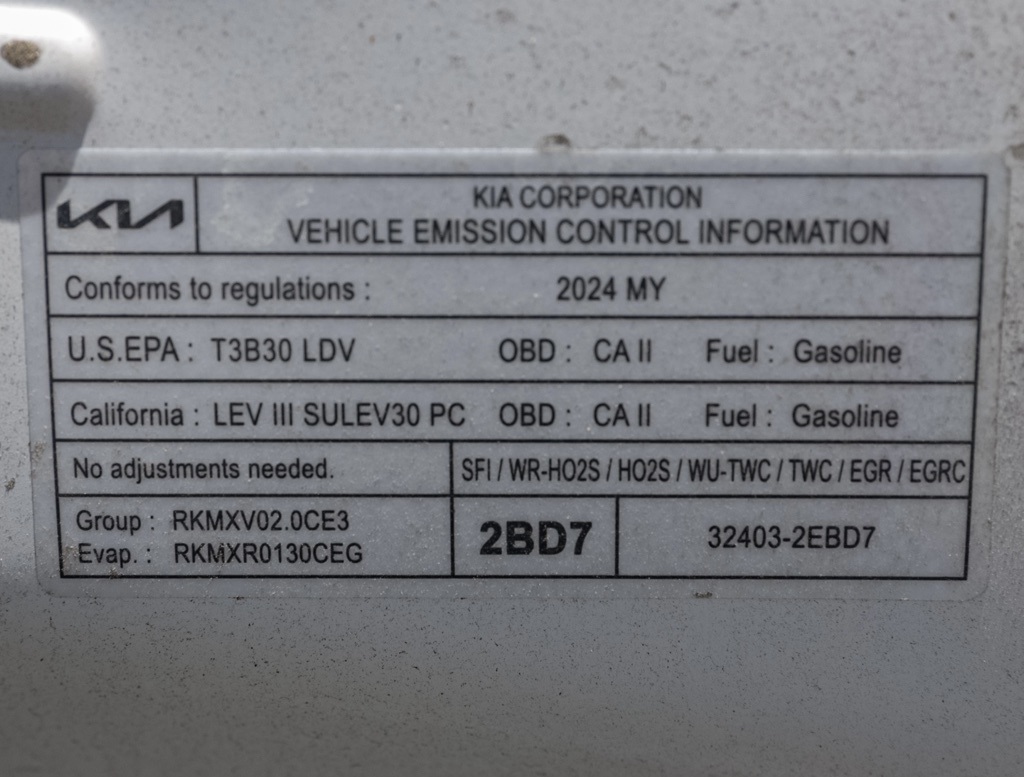 KIA
KIA CORPORATION
VEHICLE EMISSION CONTROL INFORMATION
Conforms to regulations : 2024 MY
U.S.EPA : T3B30 LDV OBD : CA II Fuel : Gasoline
California : LEV III SULEV30 PC OBD : CA II Fuel : Gasoline
No adjustments needed. SFI / WR-HO2S / HO2S / WU-TWC / TWC / EGR / EGRC
Group : RKMXV02.0CE3
Evap. : RKMXR0130CEG
2BD7
32403-2EBD7